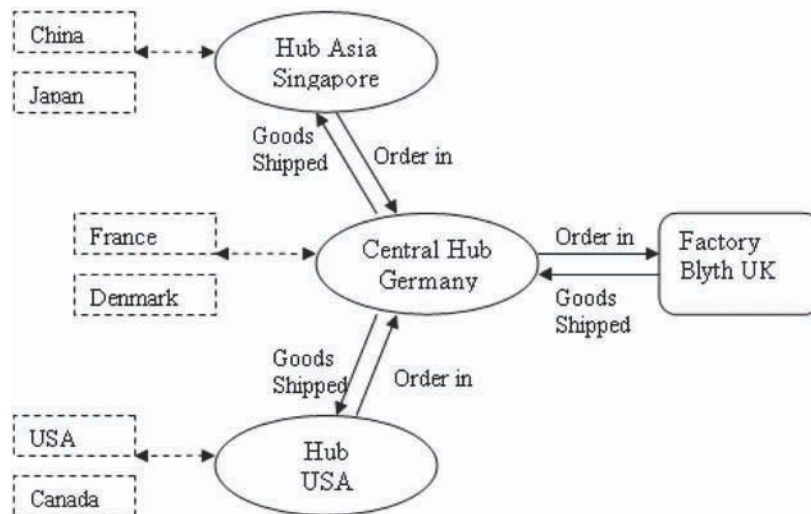 China
Japan
Hub Asia
Singapore
Goods
Shipped
Order in
France
Denmark
Central Hub
Germany
Order in
Goods
Shipped
Factory
Blyth UK
Goods
Shipped
Order in
USA
Canada
Hub
USA